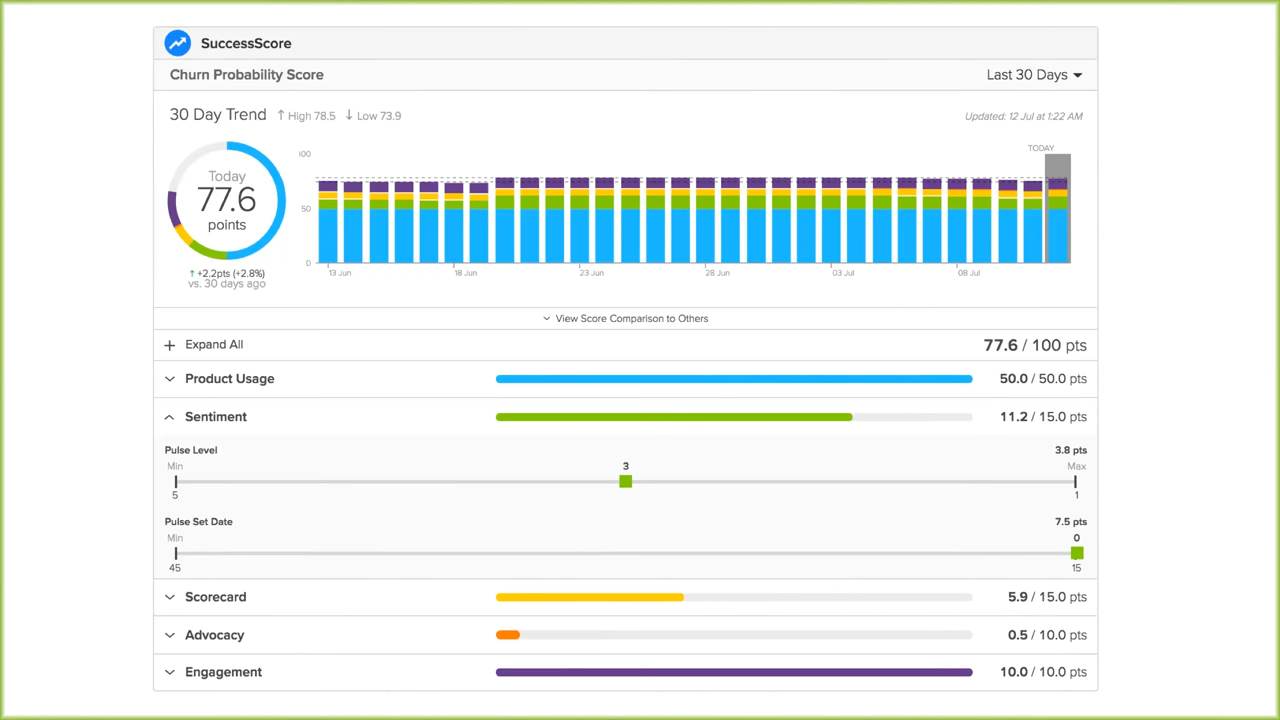 SuccessScore
Churn Probability Score
Last 30 Days
30 Day Trend ↑ High 78.5 ↓ Low 73.9
Updated: 12 Jul at 1:22 AM
TODAY
100
50
0
13 Jun 18 Jun 23 Jun 28 Jun 03 Jul 08 Jul
Today
77.6
points
↑ +2.2pts (+2.8%)
vs. 30 days ago
View Score Comparison to Others
+ Expand All 77.6 / 100 pts
Product Usage 50.0 / 50.0 pts
Sentiment 11.2 / 15.0 pts
Pulse Level 3.8 pts
Min 3 Max
5 1
Pulse Set Date 7.5 pts
Min 0
45 15
Scorecard 5.9 / 15.0 pts
Advocacy 0.5 / 10.0 pts
Engagement 10.0 / 10.0 pts